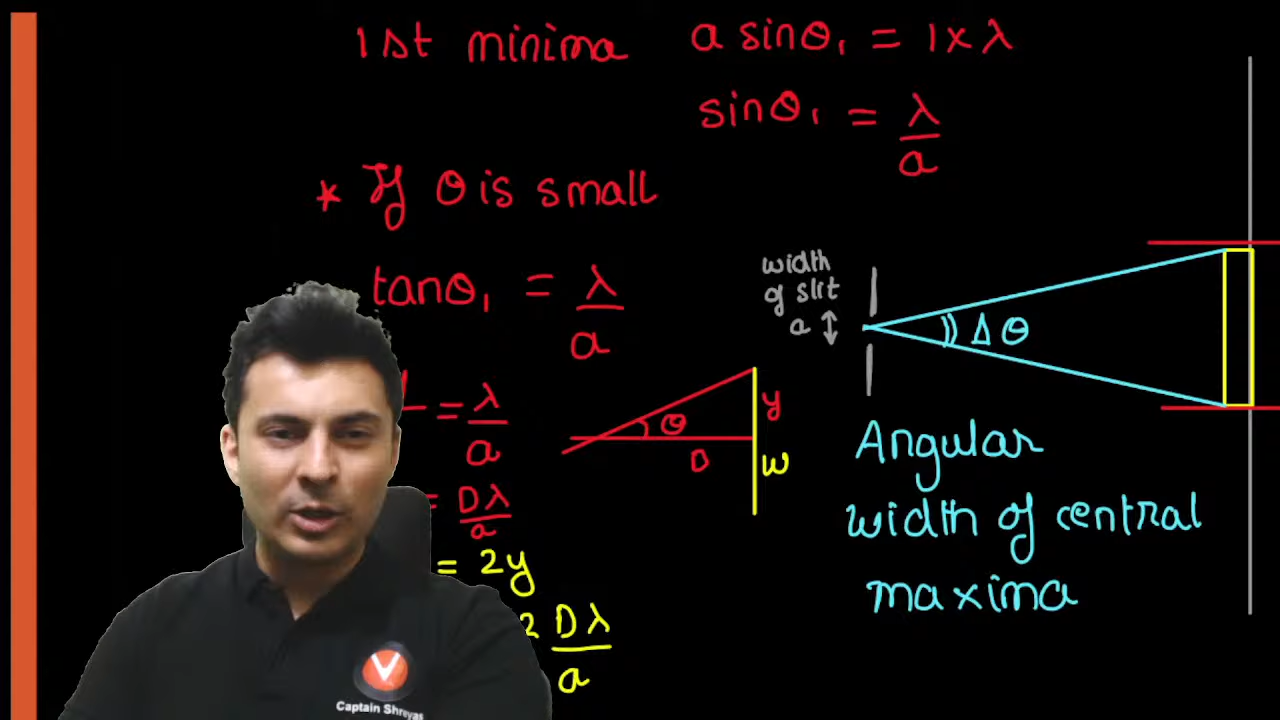 1st minima a sinθ₁ = 1 x λ
sinθ₁ = λ/a
* If θ is small
tanθ₁ = λ/a
= λ/a
= Dλ/a
= 2y
2 Dλ/a
θ
D
y
W
width
of slit
a ↕
Δθ
Angular
width of central
maxima
V
Captain Shreyas